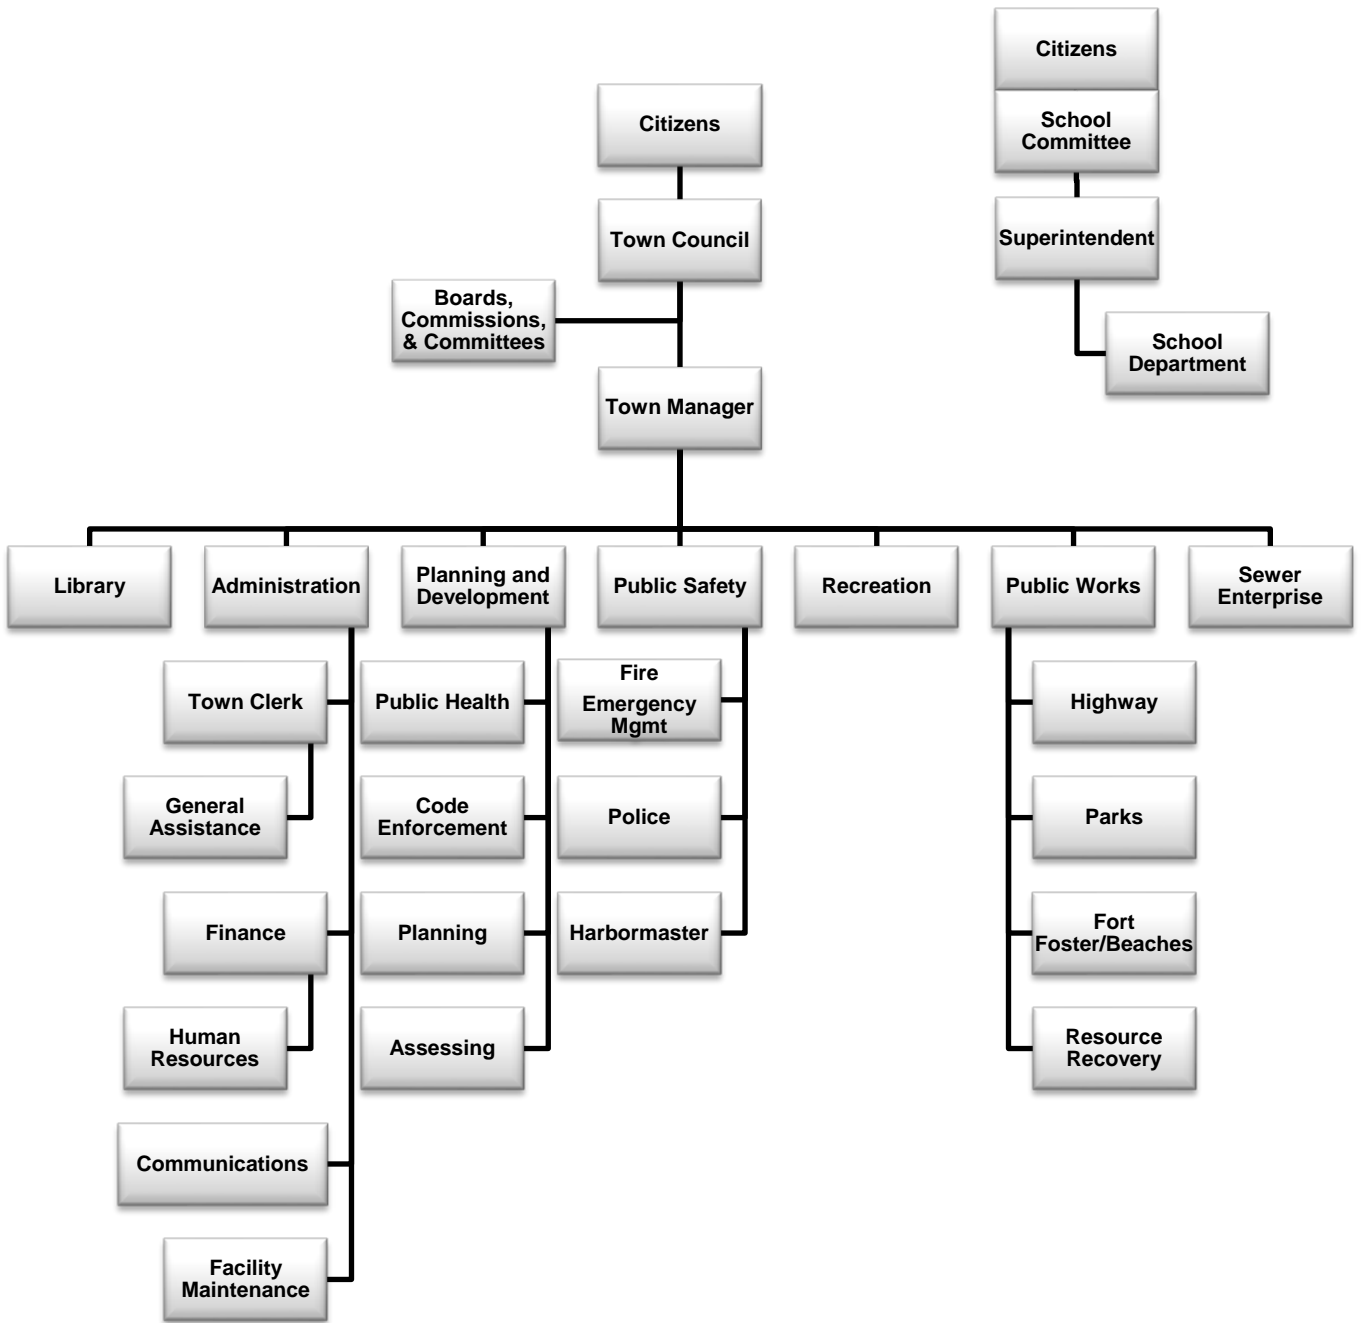 Citizens
Citizens
School
Committee
Town Council
Superintendent
Boards,
Commissions,
& Committees
School
Department
Town Manager
Library
Administration
Planning and
Development
Public Safety
Recreation
Public Works
Sewer
Enterprise
Town Clerk
Public Health
Fire
Emergency
Mgmt
Highway
General
Assistance
Code
Enforcement
Police
Parks
Finance
Planning
Harbormaster
Fort
Foster/Beaches
Human
Resources
Assessing
Resource
Recovery
Communications
Facility
Maintenance